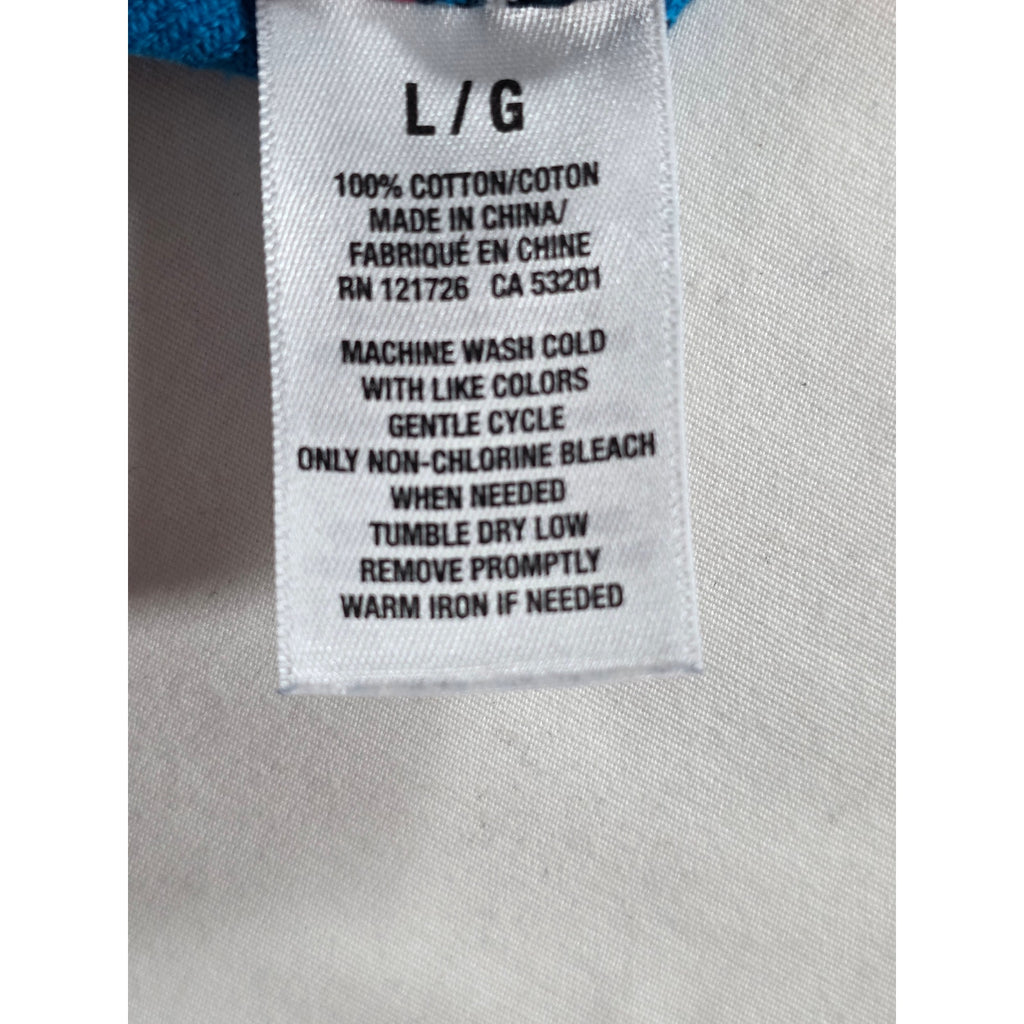 L / G
100% COTTON/COTON
MADE IN CHINA/
FABRIQUÉ EN CHINE
RN 121726 CA 53201
MACHINE WASH COLD
WITH LIKE COLORS
GENTLE CYCLE
ONLY NON-CHLORINE BLEACH
WHEN NEEDED
TUMBLE DRY LOW
REMOVE PROMPTLY
WARM IRON IF NEEDED